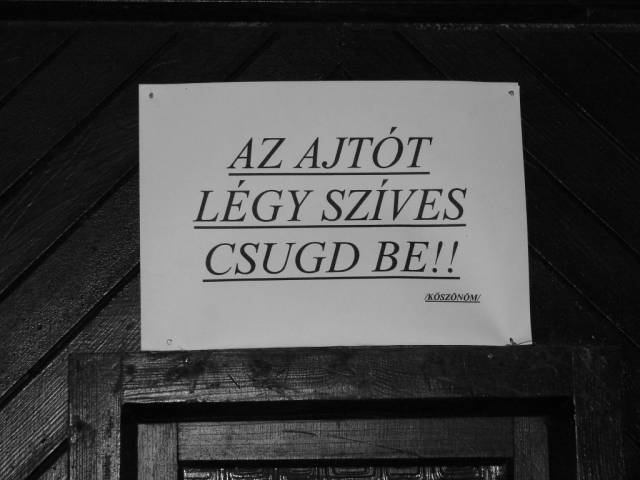 AZ AJTÓT
LÉGY SZÍVES
CSUGD BE!!
/KÖSZÖNÖM/